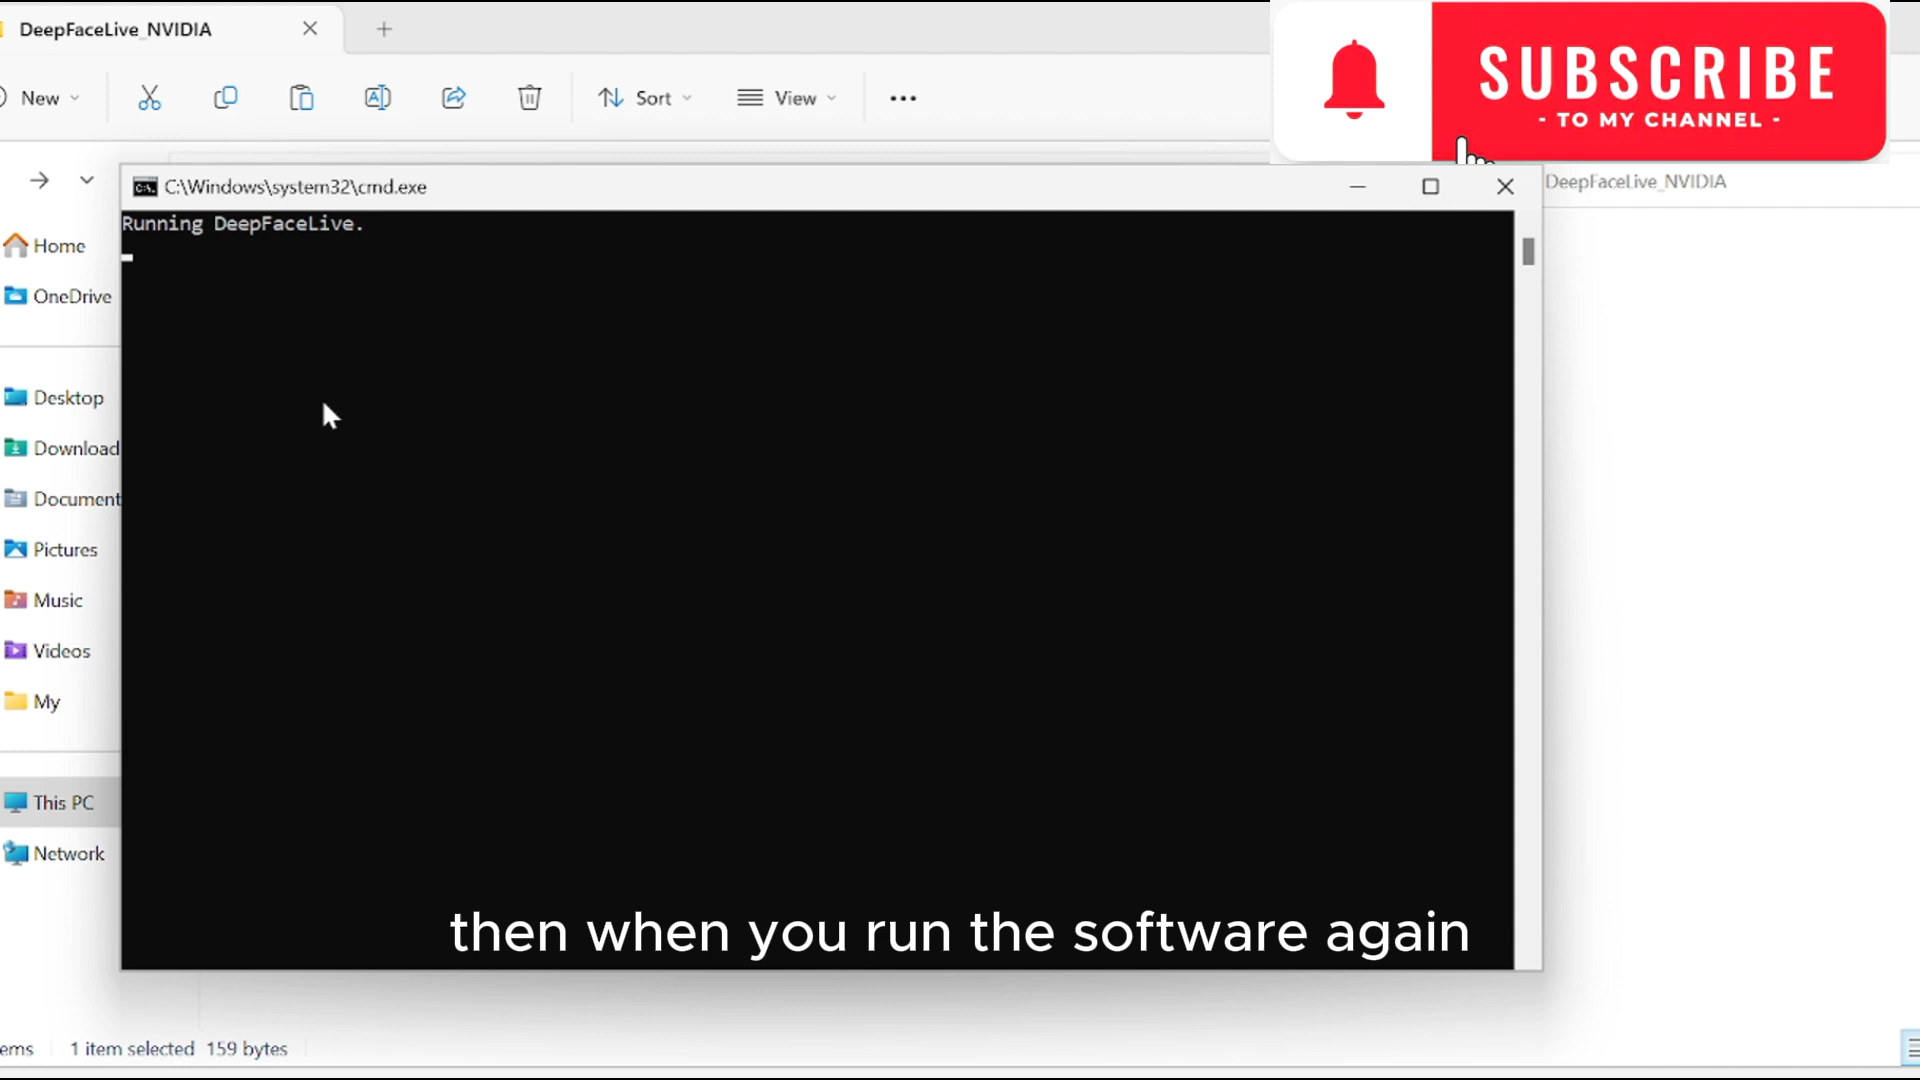 DeepFaceLive_NVIDIA
SUBSCRIBE
- TO MY CHANNEL -
New
Sort
View
C:\Windows\system32\cmd.exe
DeepFaceLive_NVIDIA
Running DeepFaceLive.
Home
OneDrive
Desktop
Download
Document
Pictures
Music
Videos
My
This PC
Network
then when you run the software again
ems 1 item selected 159 bytes